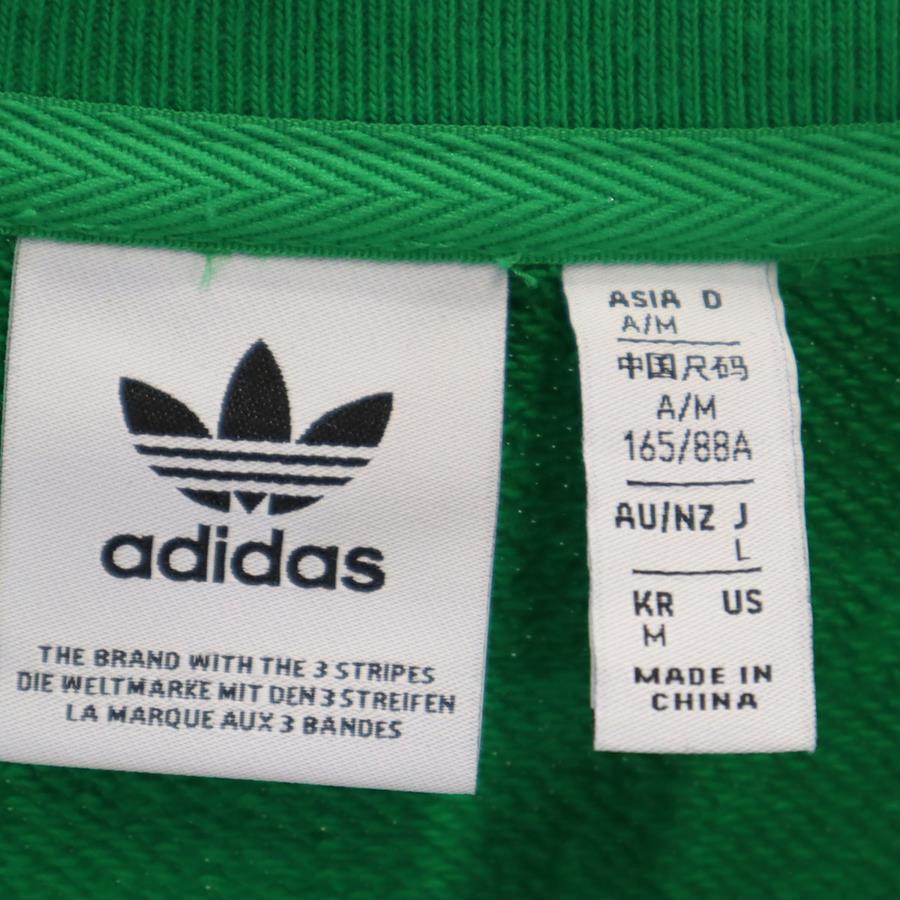 adidas
THE BRAND WITH THE 3 STRIPES
DIE WELTMARKE MIT DEN 3 STREIFEN
LA MARQUE AUX 3 BANDES
ASIA D
A/M
中国尺码
A/M
165/88A
AU/NZ J
L
KR US
M
MADE IN
CHINA